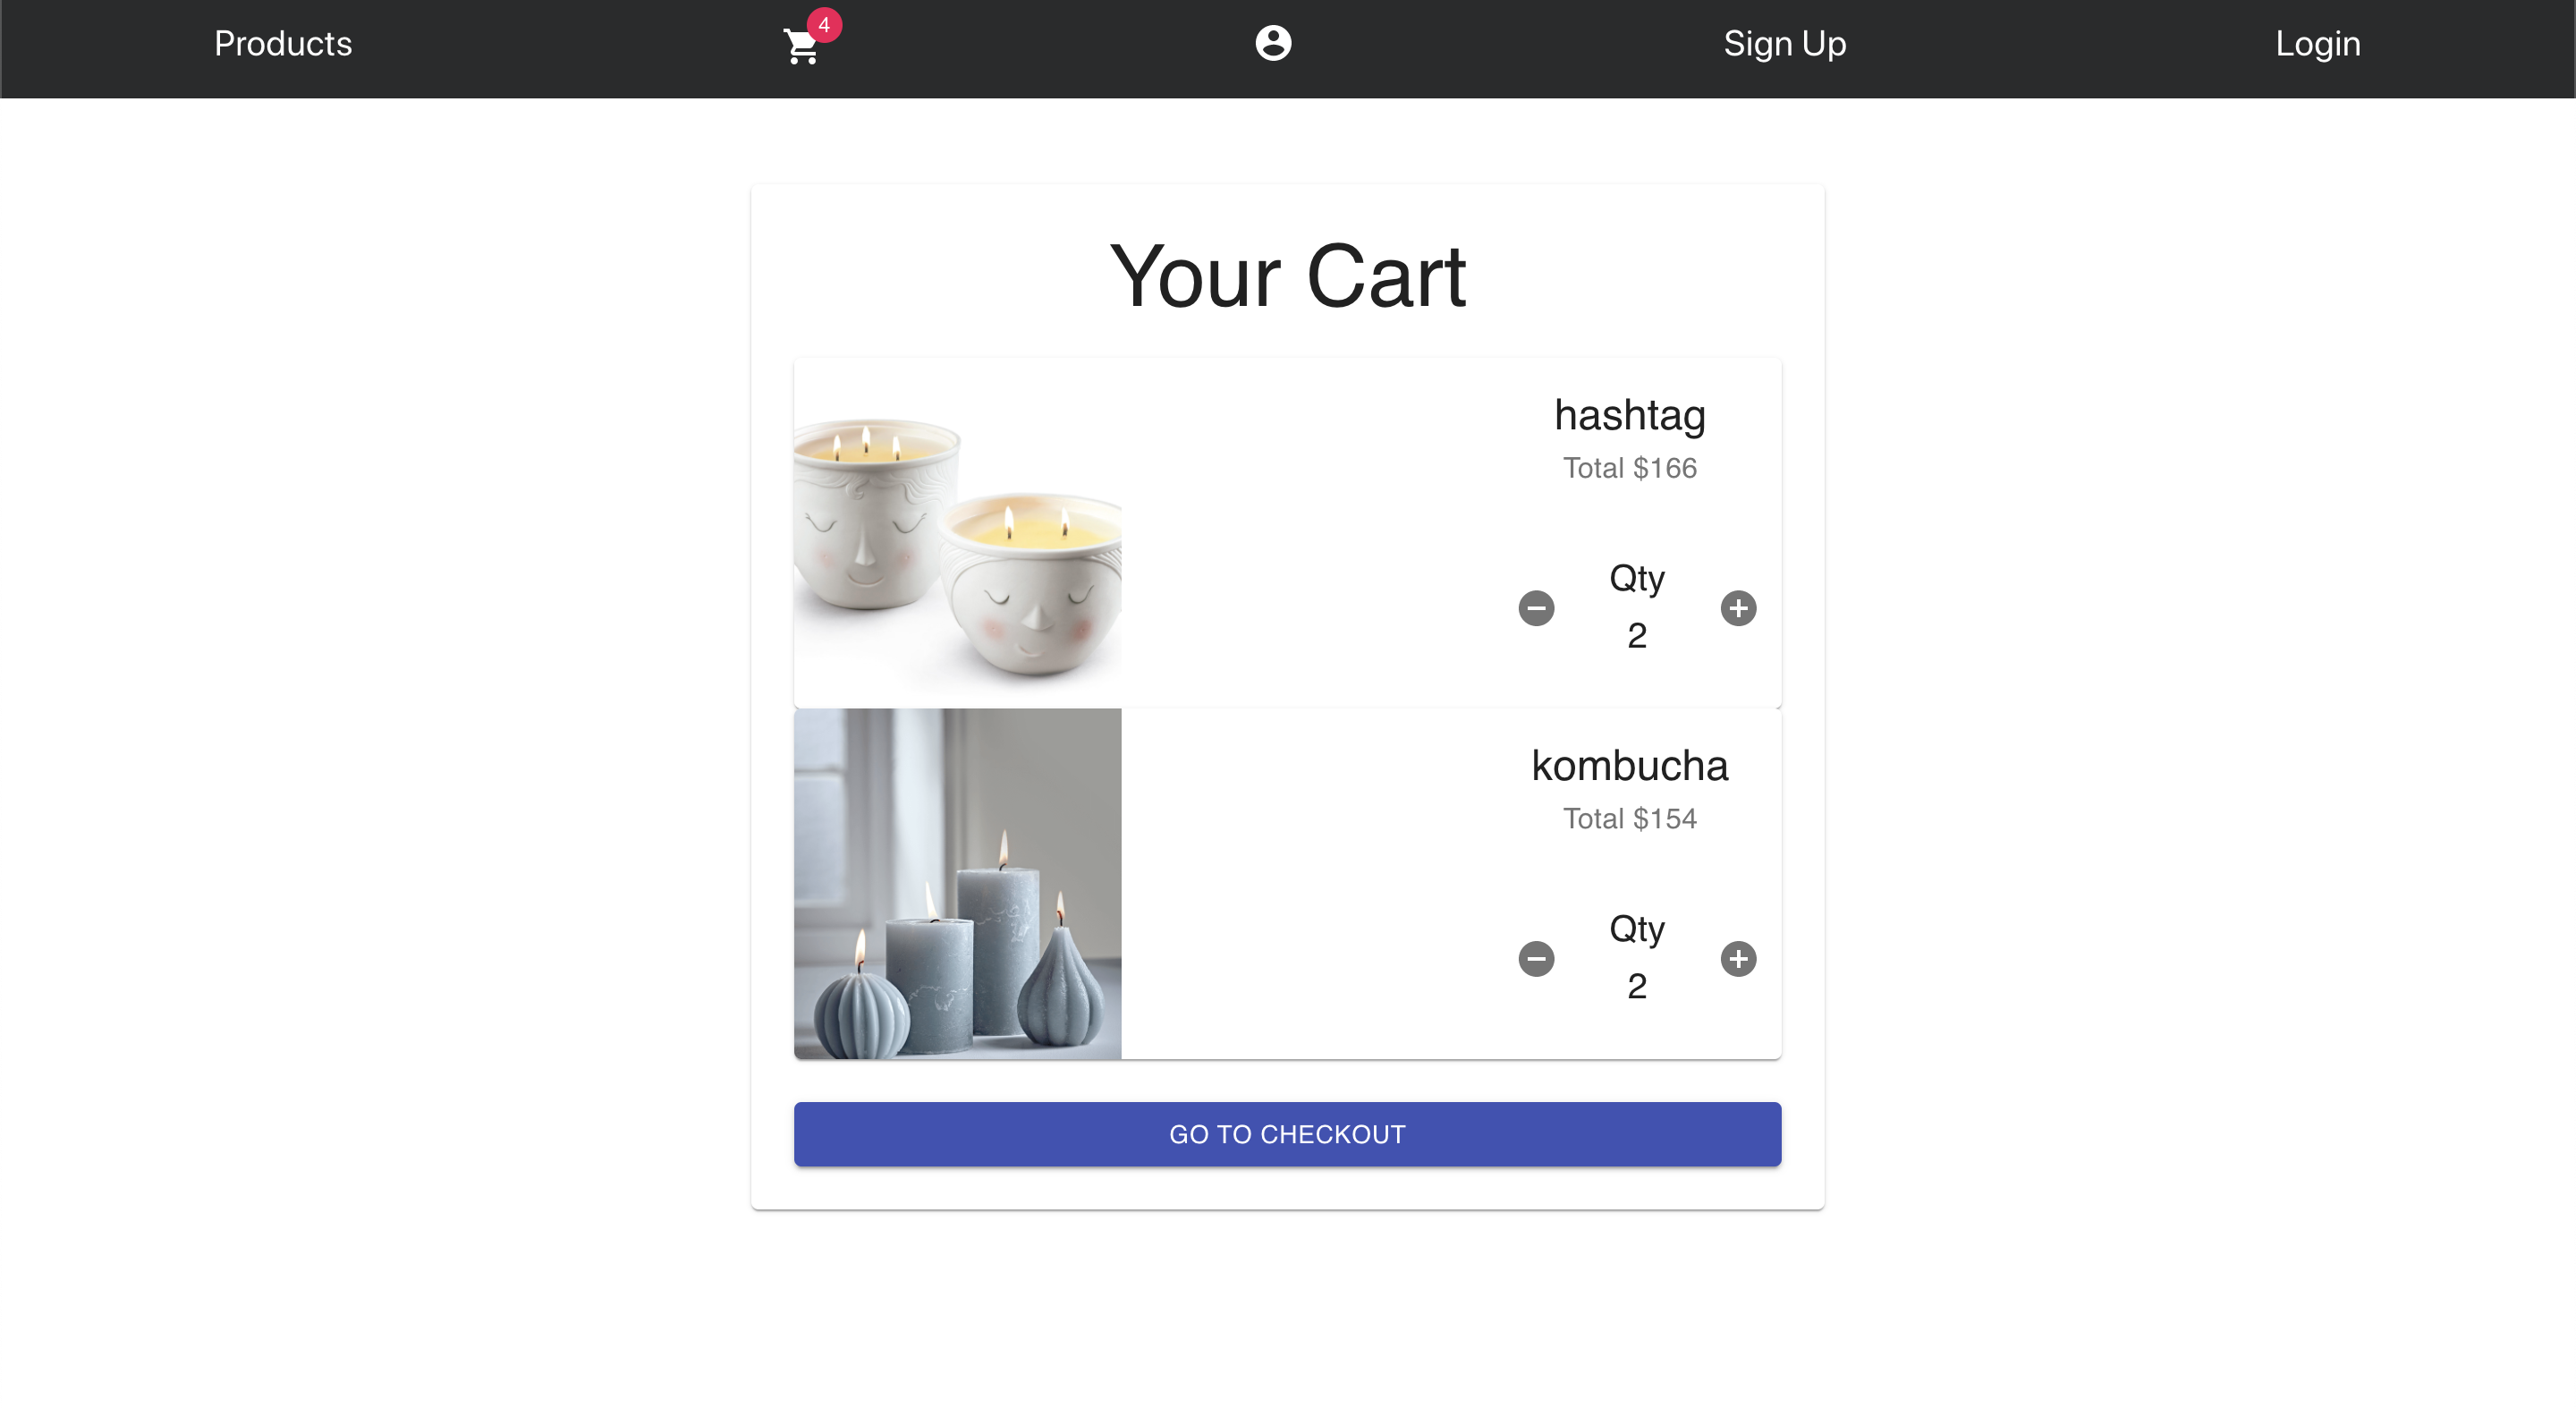 Products
4
Sign Up
Login
Your Cart
hashtag
Total $166
Qty
2
kombucha
Total $154
Qty
2
GO TO CHECKOUT